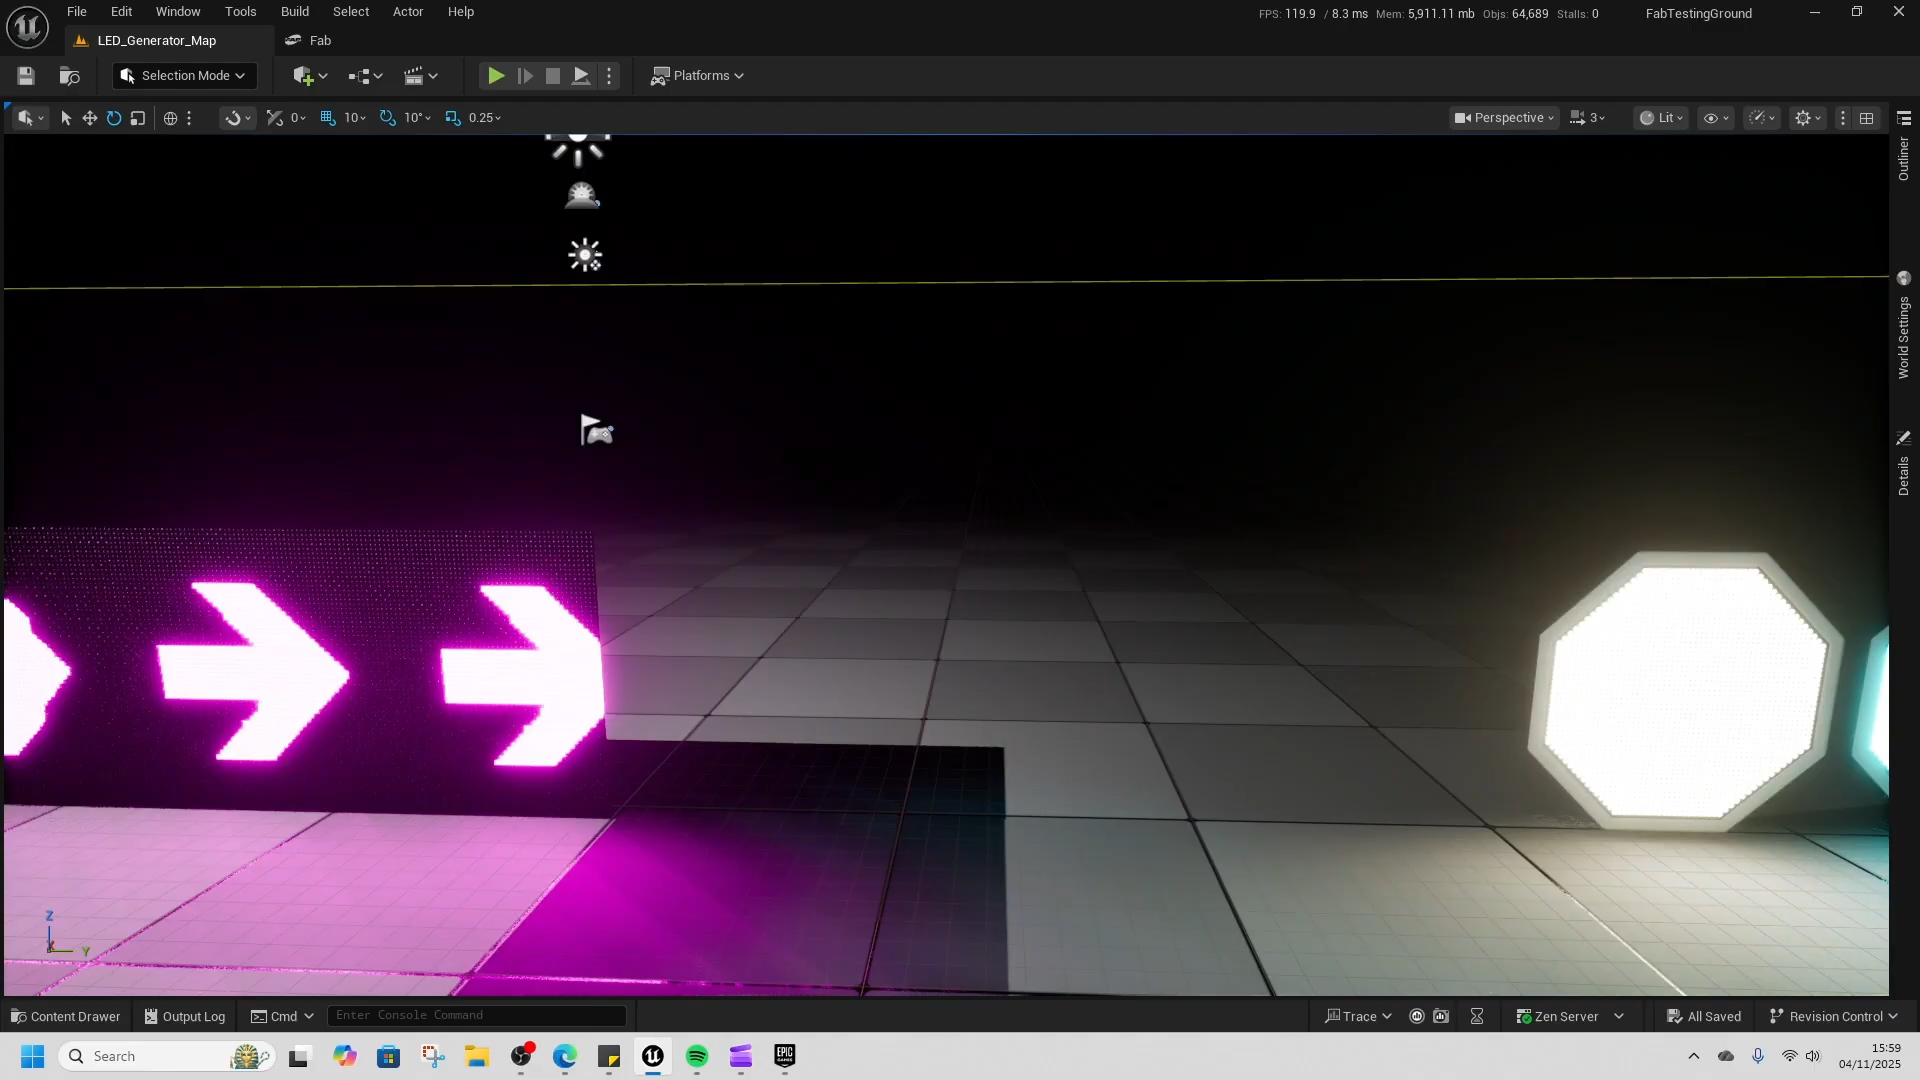 File Edit Window Tools Build Select Actor Help
FPS: 119.9 / 8.3 ms Mem: 5,911.11 mb Objs: 64,689 Stalls: 0
FabTestingGround
LED_Generator_Map
Fab
Selection Mode
Platforms
0
10
10°
0.25
Perspective
3
Lit
Outliner
World Settings
Details
Z
X
Y
Content Drawer
Output Log
Cmd
Enter Console Command
Trace
Zen Server
All Saved
Revision Control
Search
EPIC
GAMES
15:59
04/11/2025